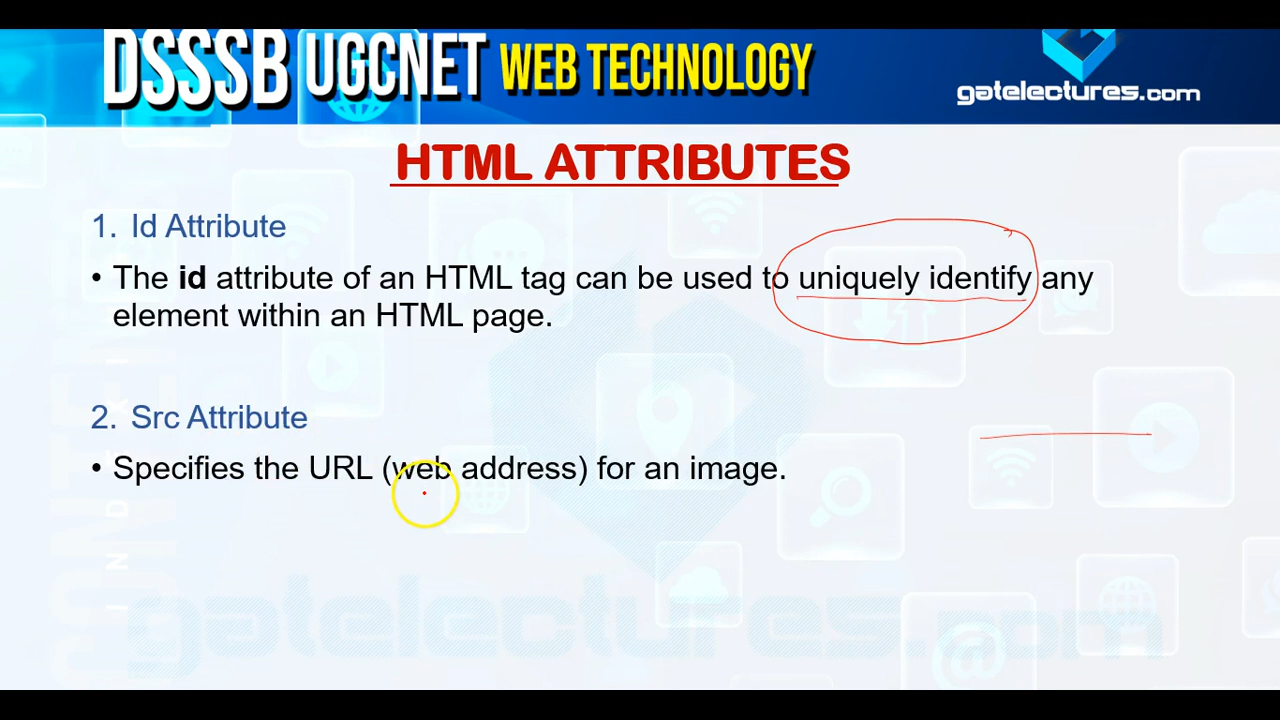 DSSSB UGCNET WEB TECHNOLOGY
gatelectures.com
HTML ATTRIBUTES
1. Id Attribute
• The id attribute of an HTML tag can be used to uniquely identify any
element within an HTML page.
2. Src Attribute
• Specifies the URL (web address) for an image.
gatelectures.com